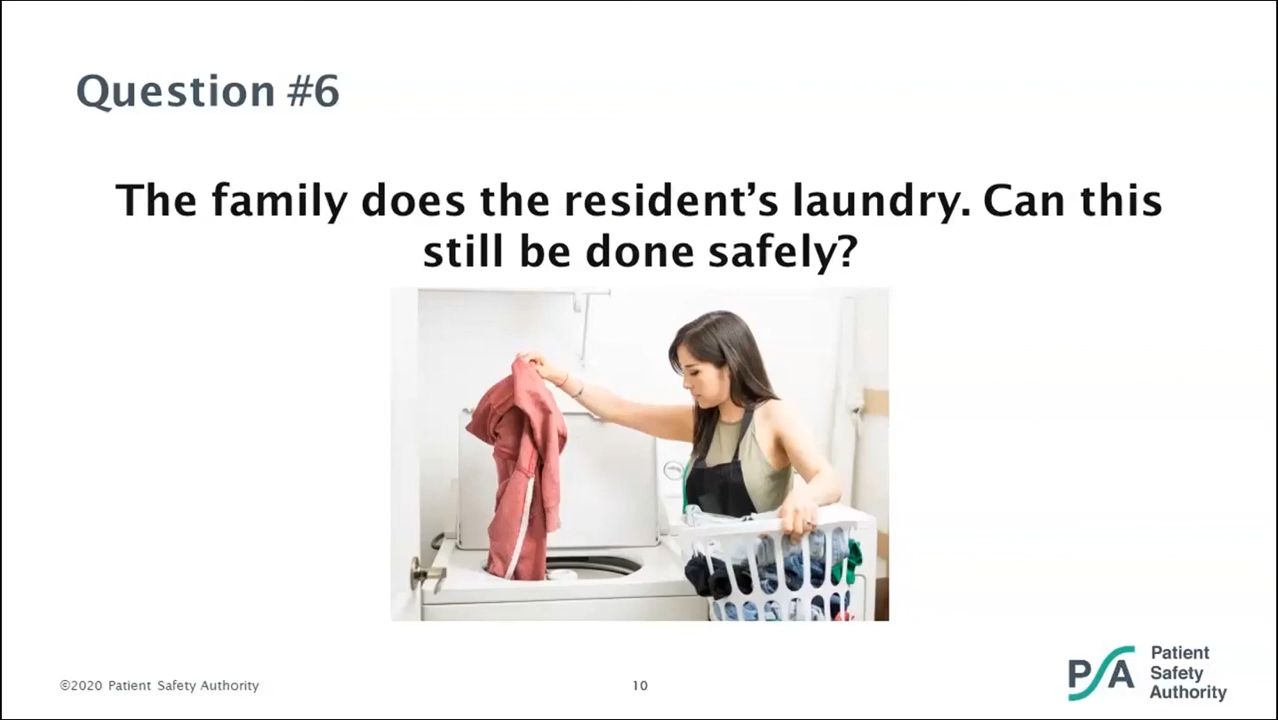 Question #6
The family does the resident’s laundry. Can this
still be done safely?
©2020 Patient Safety Authority
10
PSA
Patient
Safety
Authority